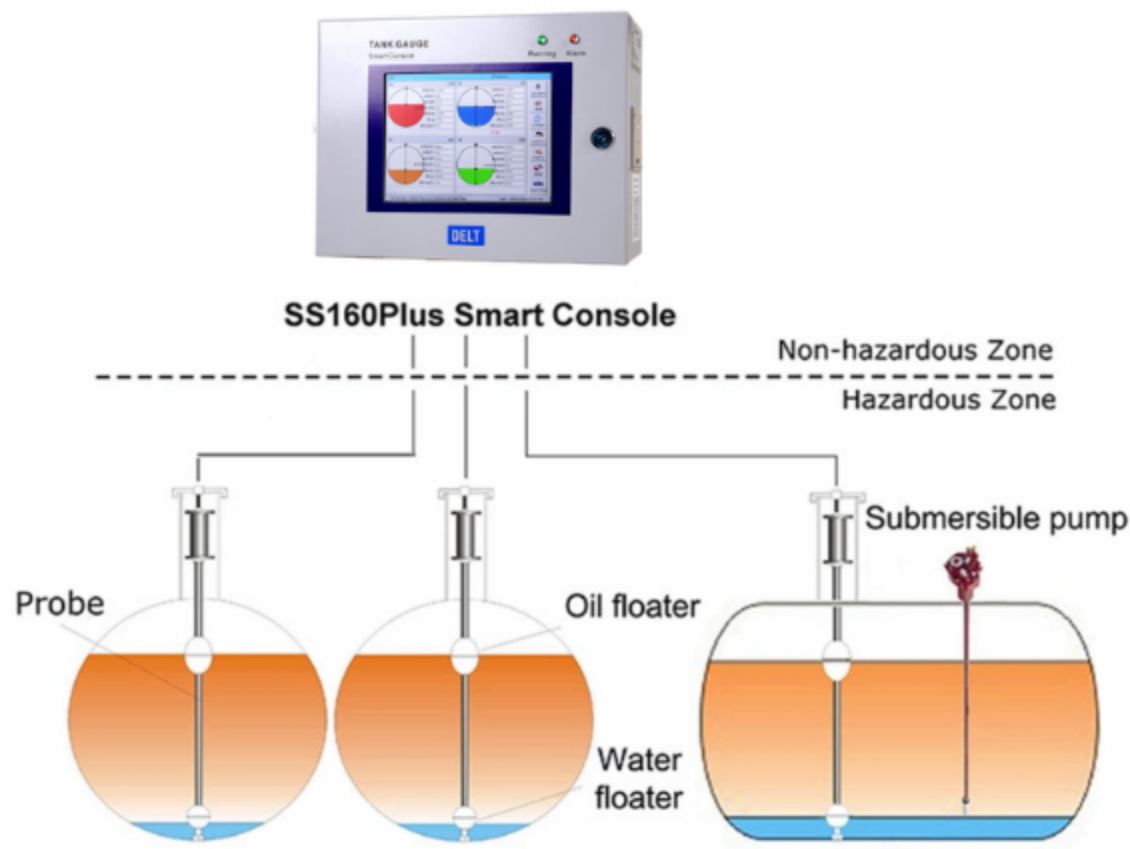 TANK GAUGE
SmartConsole
Running Alarm
DELT
SS160Plus Smart Console
Non-hazardous Zone
Hazardous Zone
Submersible pump
Probe
Oil floater
Water
floater